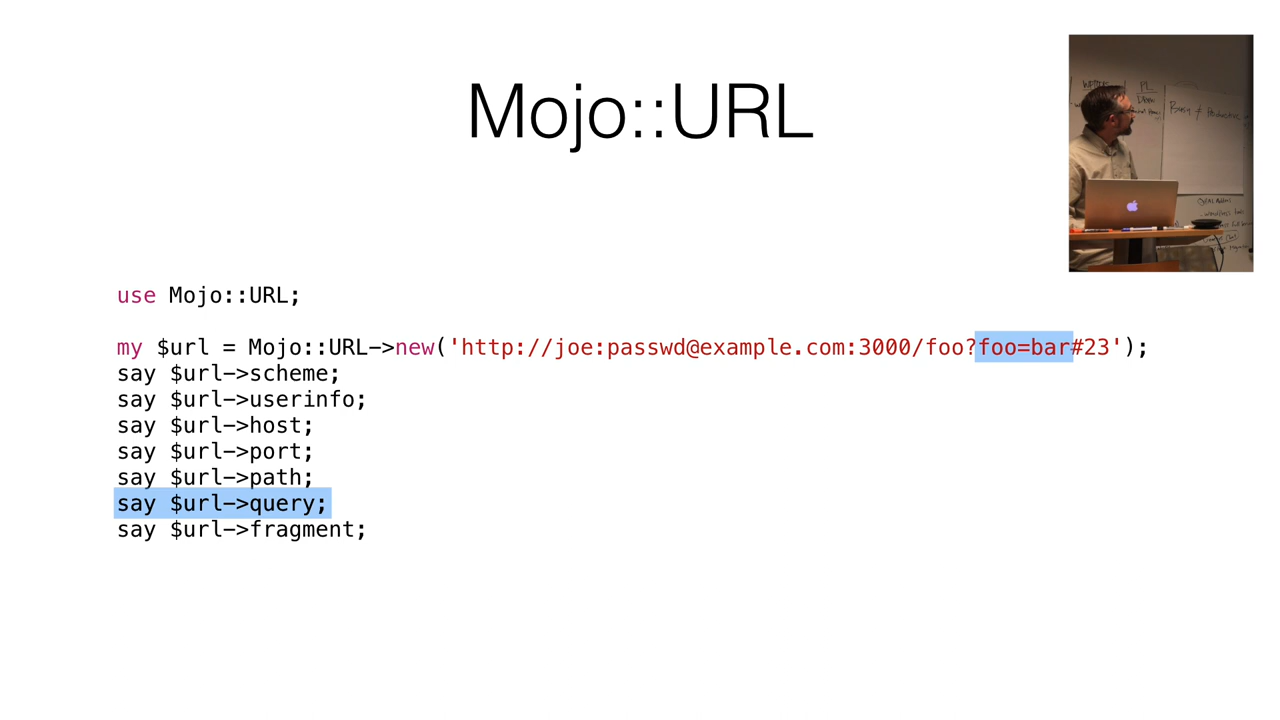 Mojo::URL
PL
use Mojo::URL;
my $url = Mojo::URL->new('http://joe:passwd@example.com:3000/foo?foo=bar#23');
say $url->scheme;
say $url->userinfo;
say $url->host;
say $url->port;
say $url->path;
say $url->query;
say $url->fragment;